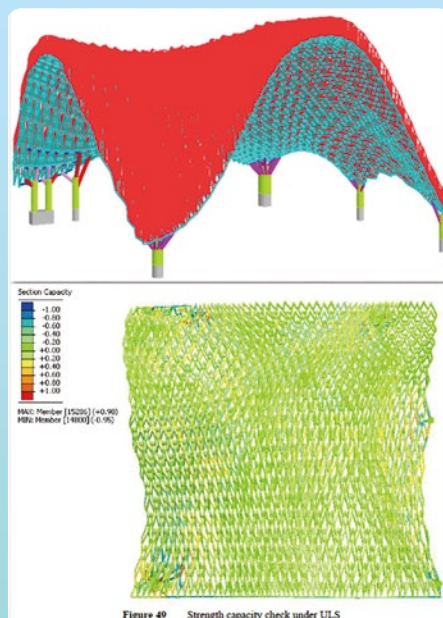 Section Capacity
-1.00
-0.80
-0.60
-0.40
-0.20
+0.00
+0.20
+0.40
+0.60
+0.80
+1.00
MAX: Member [15286] (+0.98)
MIN: Member [14800] (-0.95)
Figure 49 Strength capacity check under ULS